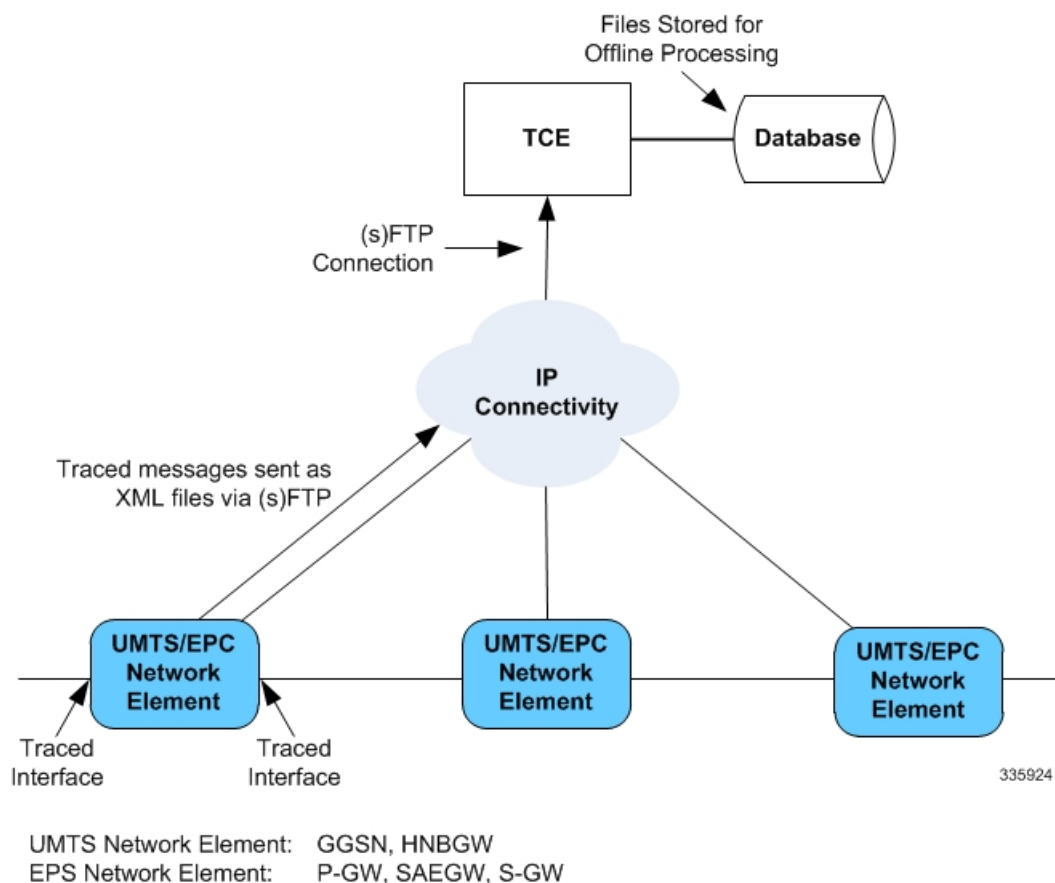 Files Stored for
Offline Processing
TCE
Database
(s)FTP
Connection
IP
Connectivity
Traced messages sent as
XML files via (s)FTP
UMTS/EPC
Network
Element
UMTS/EPC
Network
Element
UMTS/EPC
Network
Element
Traced
Interface
Traced
Interface
335924
UMTS Network Element: GGSN, HNBGW
EPS Network Element: P-GW, SAEGW, S-GW